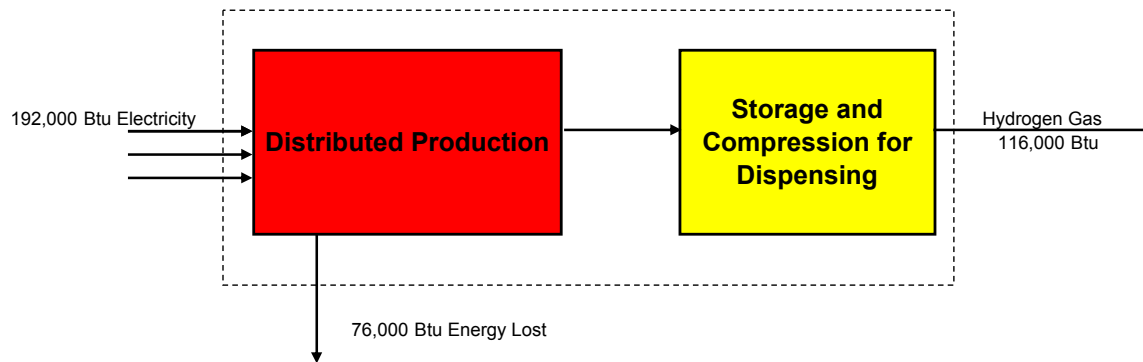 192,000 Btu Electricity
Distributed Production
Storage and
Compression for
Dispensing
Hydrogen Gas
116,000 Btu
76,000 Btu Energy Lost